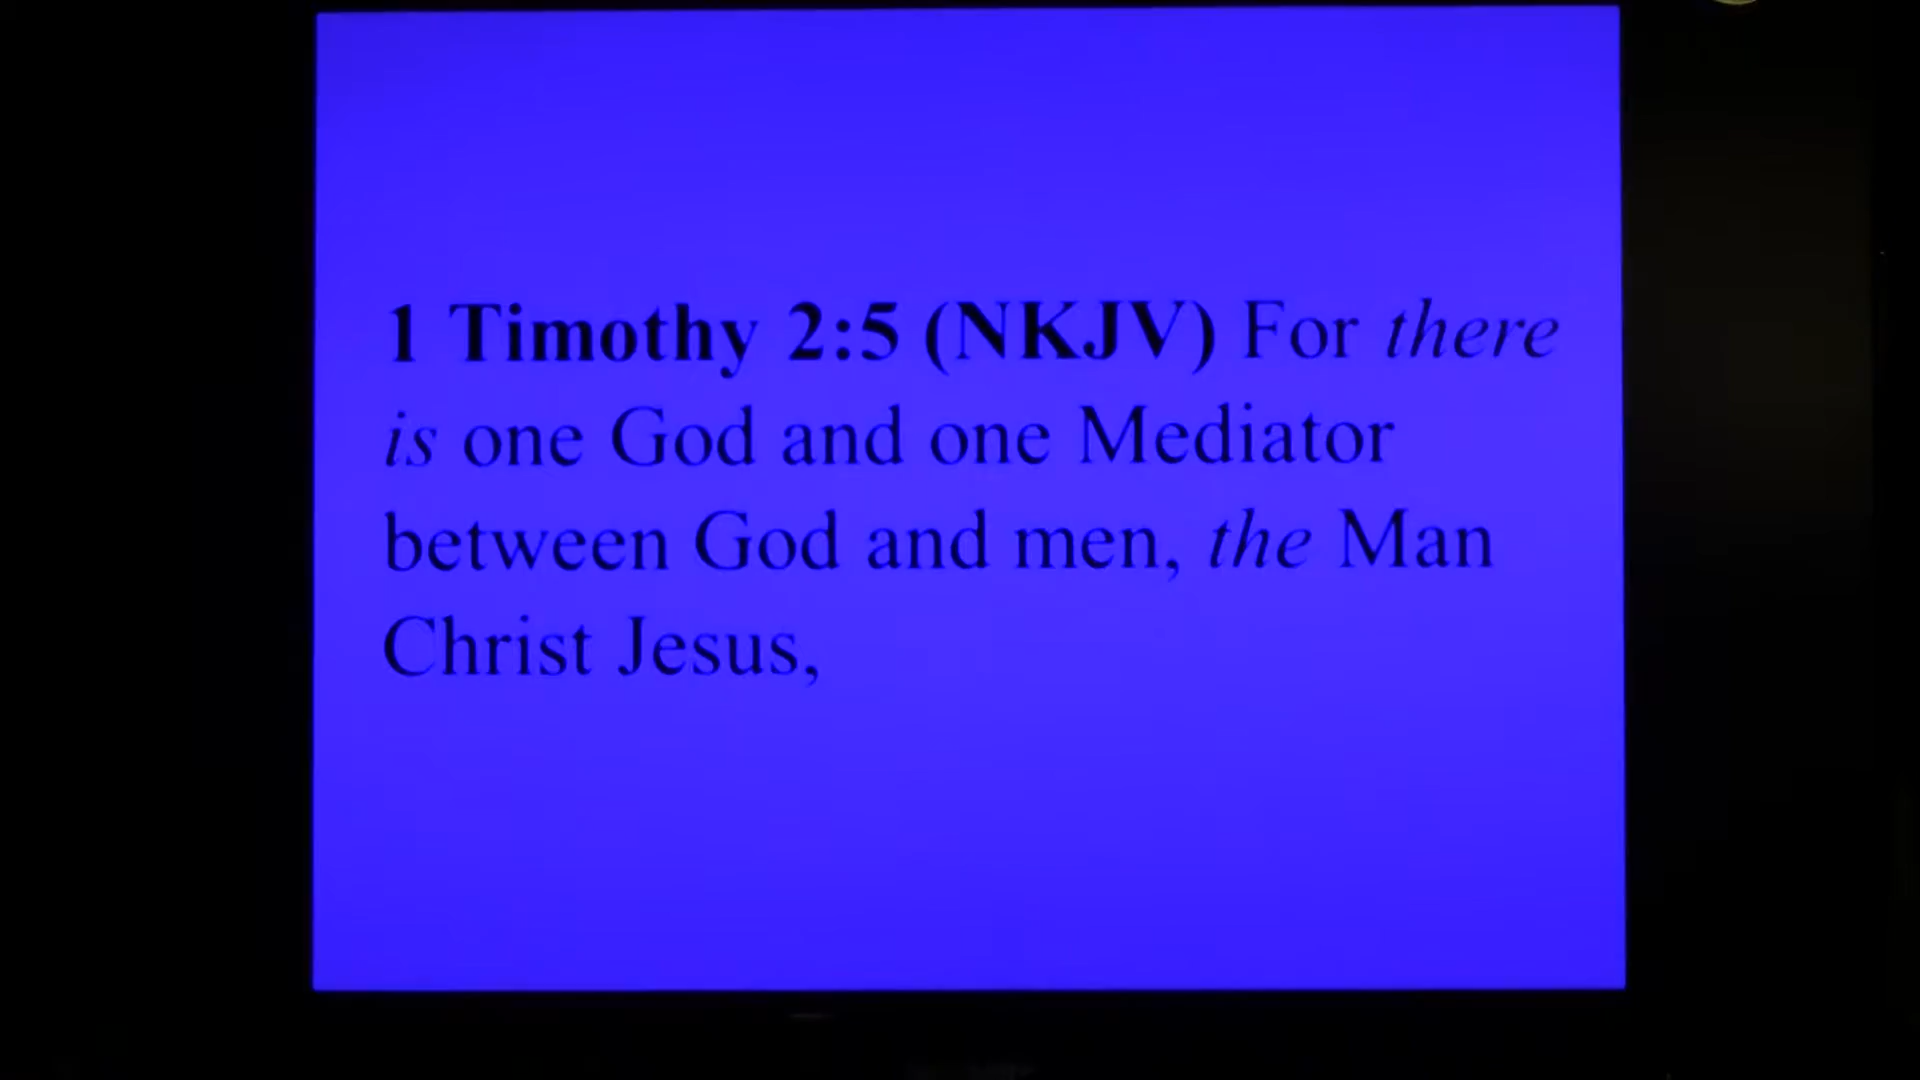 1 Timothy 2:5 (NKJV) For there
is one God and one Mediator
between God and men, the Man
Christ Jesus,